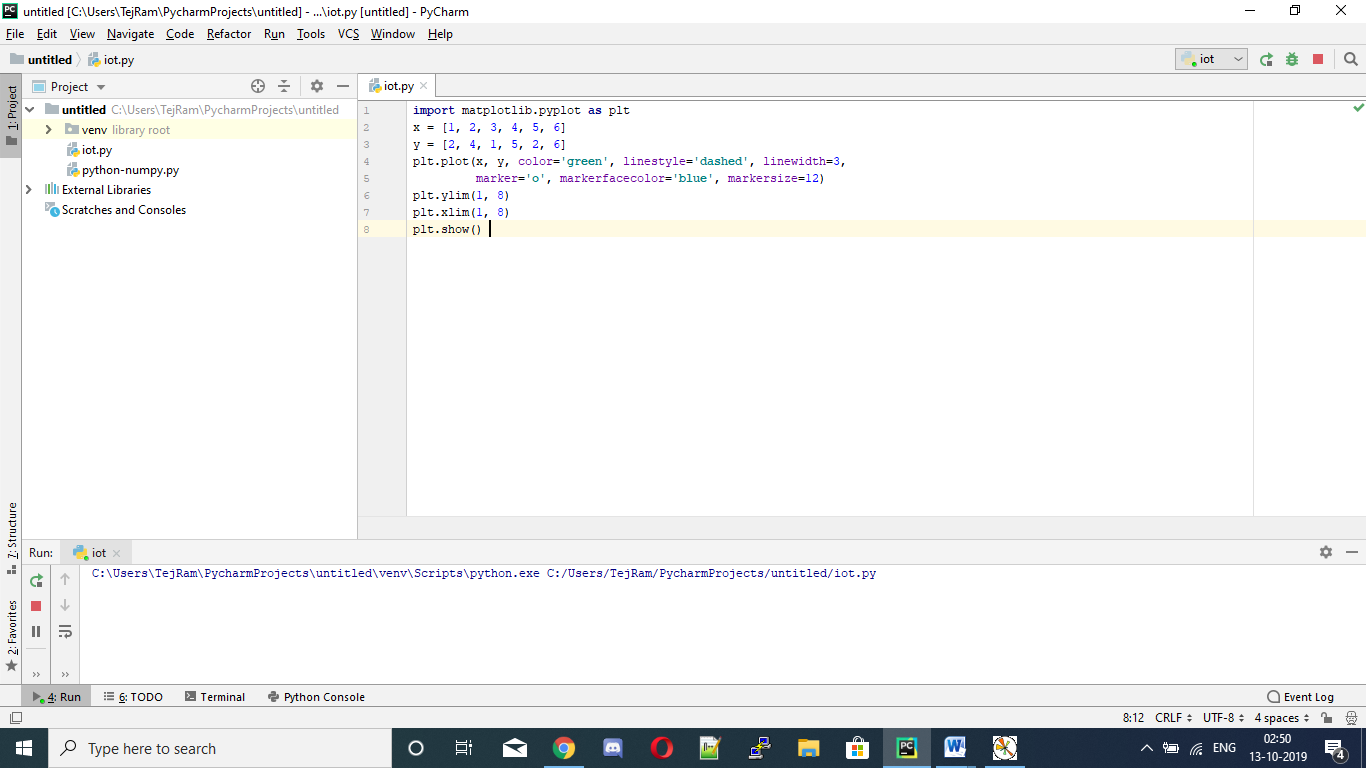 untitled [C:\Users\TejRam\PycharmProjects\untitled] - ...\iot.py [untitled] - PyCharm
File Edit View Navigate Code Refactor Run Tools VCS Window Help
untitled iot.py iot
1: Project
Project
iot.py
untitled C:\Users\TejRam\PycharmProjects\untitled
venv library root
iot.py
python-numpy.py
External Libraries
Scratches and Consoles
1 import matplotlib.pyplot as plt
2 x = [1, 2, 3, 4, 5, 6]
3 y = [2, 4, 1, 5, 2, 6]
4 plt.plot(x, y, color='green', linestyle='dashed', linewidth=3,
5 marker='o', markerfacecolor='blue', markersize=12)
6 plt.ylim(1, 8)
7 plt.xlim(1, 8)
8 plt.show()
7: Structure
2: Favorites
Run: iot
C:\Users\TejRam\PycharmProjects\untitled\venv\Scripts\python.exe C:/Users/TejRam/PycharmProjects/untitled/iot.py
4: Run 6: TODO Terminal Python Console Event Log
8:12 CRLF UTF-8 4 spaces
Type here to search
ENG
02:50
13-10-2019
4